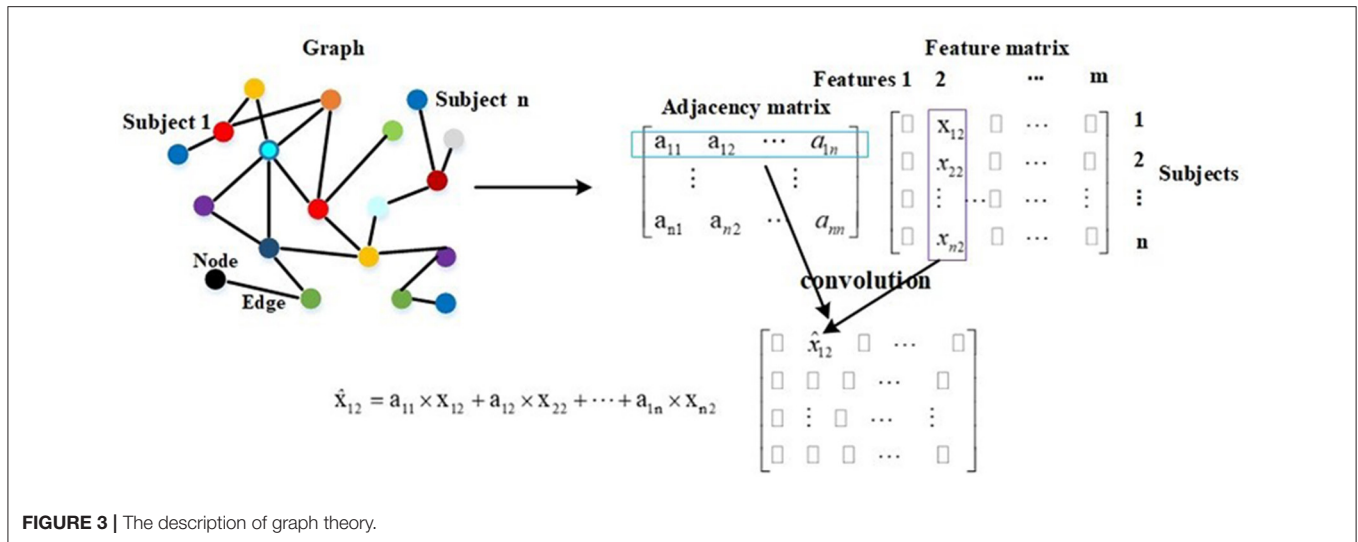 Graph
Subject 1
Subject n
Node
Edge
Adjacency matrix
a11 a12 ⋯ a1n
⋮ ⋮
an1 an2 ⋯ ann
Feature matrix
Features 1 2 ⋯ m
□ x12 □ ⋯ □ 1
□ x22 □ ⋯ □ 2
□ ⋮ ⋯ □ ⋯ ⋮ ⋮
□ xn2 □ ⋯ □ n
Subjects
convolution
□ x̂12 □ ⋯ □
□ □ □ ⋯ □
□ ⋮ □ ⋯ ⋮
□ □ □ ⋯ □
x̂12 = a11 × x12 + a12 × x22 + ⋯ + a1n × xn2
FIGURE 3 | The description of graph theory.